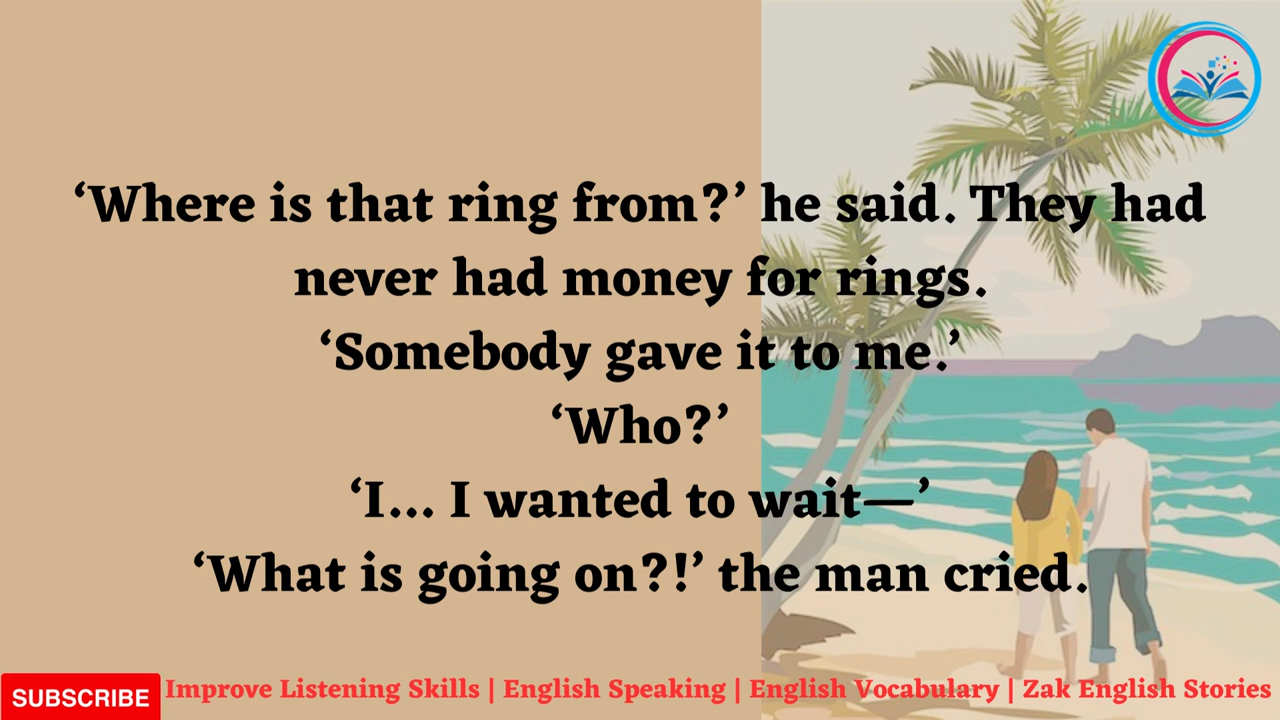 ‘Where is that ring from?’ he said. They had
never had money for rings.
‘Somebody gave it to me.’
‘Who?’
‘I... I wanted to wait—’
‘What is going on?!’ the man cried.
SUBSCRIBE
Improve Listening Skills | English Speaking | English Vocabulary | Zak English Stories